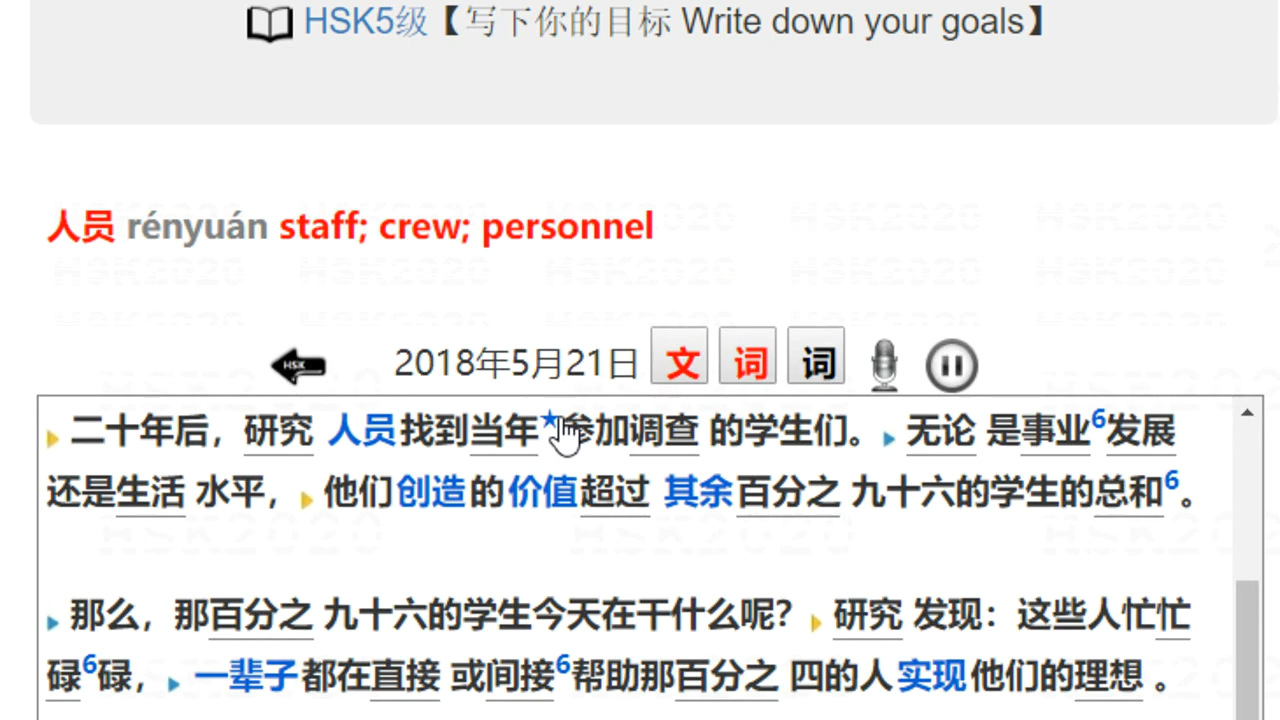 HSK5级【写下你的目标 Write down your goals】
人员 rényuán staff; crew; personnel
HSK 2018年5月21日 文 词 词
二十年后，研究 人员找到当年★参加调查 的学生们。 无论 是事业6发展
还是生活 水平， 他们创造的价值超过 其余百分之 九十六的学生的总和6。
那么，那百分之 九十六的学生今天在干什么呢？ 研究 发现：这些人忙忙
碌6碌， 一辈子都在直接 或间接6帮助那百分之 四的人实现他们的理想 。